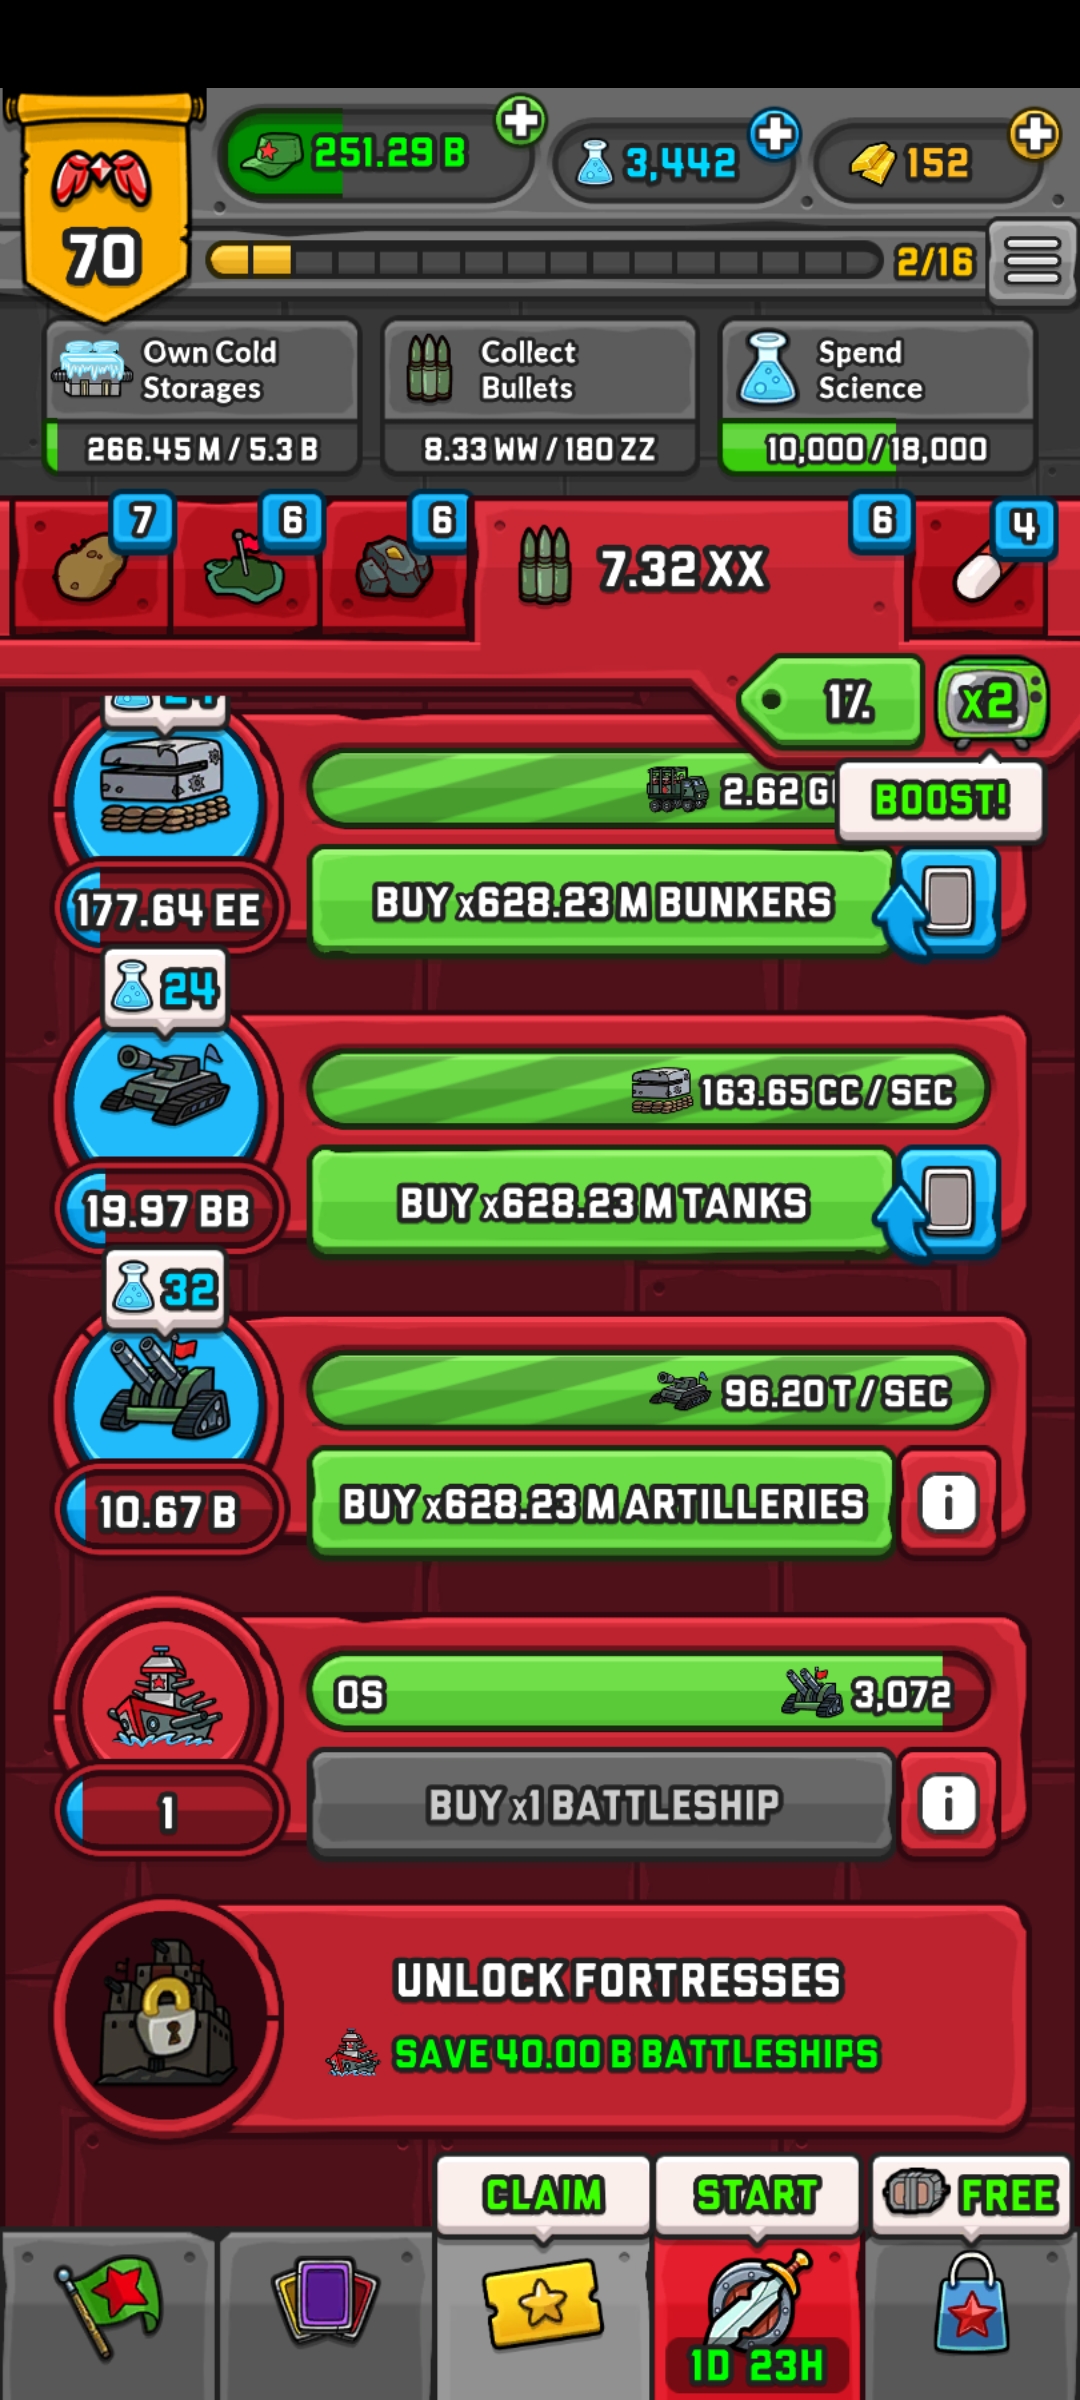 70
251.29 B
3,442
152
2/16
Own Cold
Storages
266.45 M / 5.3 B
Collect
Bullets
8.33 WW / 180 ZZ
Spend
Science
10,000 / 18,000
7
6
6
7.32 XX
6
4
1%
x2
BOOST!
2.62
177.64 EE
BUY x628.23 M BUNKERS
24
163.65 CC / SEC
19.97 BB
BUY x628.23 M TANKS
32
96.20 T / SEC
10.67 B
BUY x628.23 M ARTILLERIES
i
0S
3,072
1
BUY x1 BATTLESHIP
i
UNLOCK FORTRESSES
SAVE 40.00 B BATTLESHIPS
CLAIM
START
FREE
1D 23H